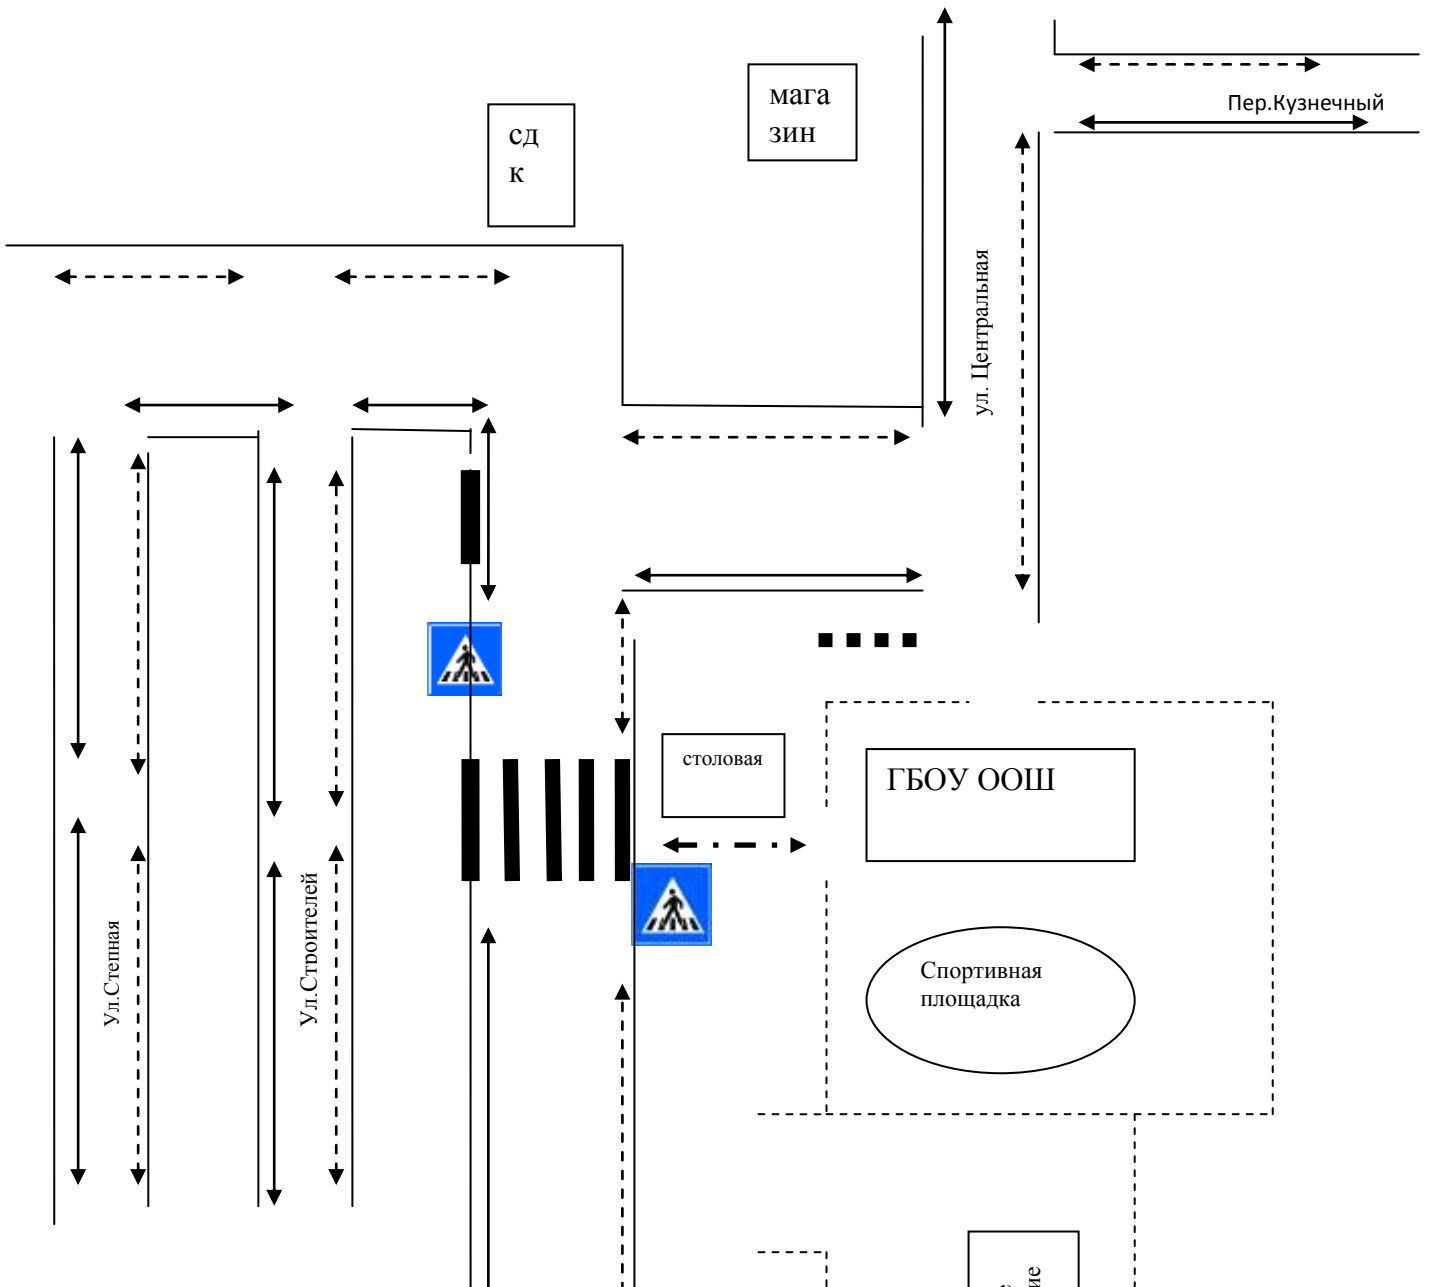 мага
зин
Пер.Кузнечный
сд
к
ул. Центральная
столовая
ГБОУ ООШ
Ул.Степная
Ул.Строителей
Спортивная
площадка